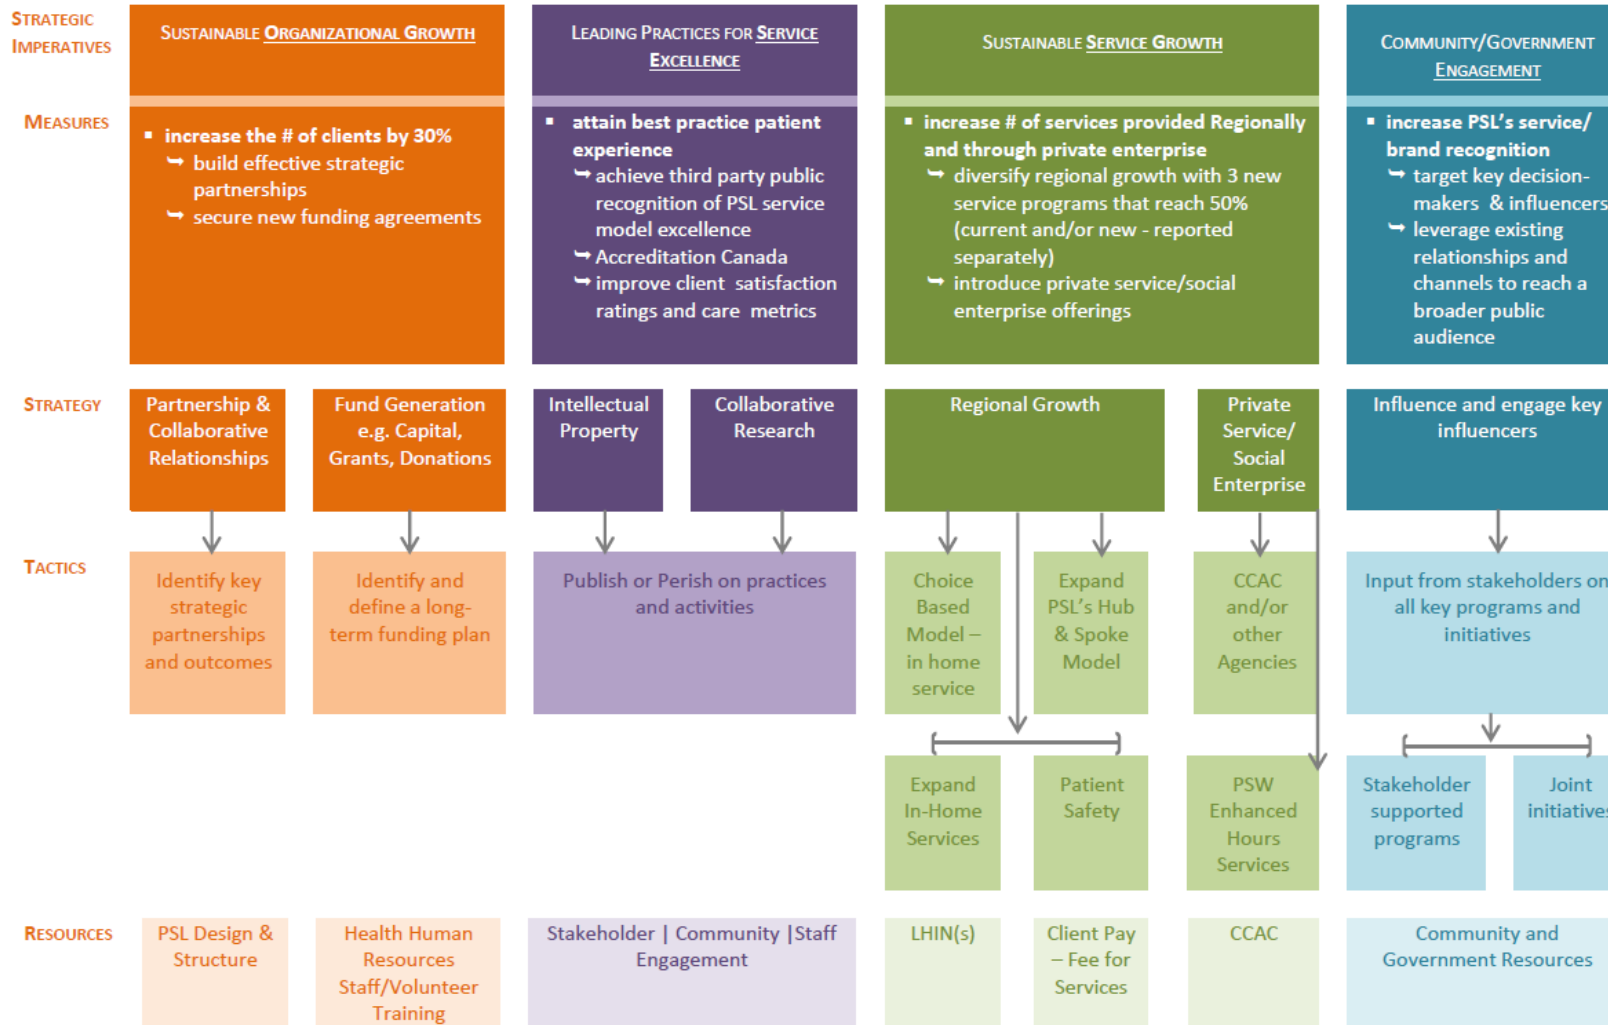 STRATEGIC
IMPERATIVES
SUSTAINABLE ORGANIZATIONAL GROWTH
LEADING PRACTICES FOR SERVICE
EXCELLENCE
SUSTAINABLE SERVICE GROWTH
COMMUNITY/GOVERNMENT
ENGAGEMENT
MEASURES
▪ increase the # of clients by 30%
↪ build effective strategic
partnerships
↪ secure new funding agreements
▪ attain best practice patient
experience
↪ achieve third party public
recognition of PSL service
model excellence
↪ Accreditation Canada
↪ improve client satisfaction
ratings and care metrics
▪ increase # of services provided Regionally
and through private enterprise
↪ diversify regional growth with 3 new
service programs that reach 50%
(current and/or new - reported
separately)
↪ introduce private service/social
enterprise offerings
▪ increase PSL's service/
brand recognition
↪ target key decision-
makers & influencers
↪ leverage existing
relationships and
channels to reach a
broader public
audience
STRATEGY
Partnership &
Collaborative
Relationships
Fund Generation
e.g. Capital,
Grants, Donations
Intellectual
Property
Collaborative
Research
Regional Growth
Private
Service/
Social
Enterprise
Influence and engage key
influencers
TACTICS
Identify key
strategic
partnerships
and outcomes
Identify and
define a long-
term funding plan
Publish or Perish on practices
and activities
Choice
Based
Model –
in home
service
Expand
PSL's Hub
& Spoke
Model
CCAC
and/or
other
Agencies
Input from stakeholders on
all key programs and
initiatives
Expand
In-Home
Services
Patient
Safety
PSW
Enhanced
Hours
Services
Stakeholder
supported
programs
Joint
initiatives
RESOURCES
PSL Design &
Structure
Health Human
Resources
Staff/Volunteer
Training
Stakeholder | Community |Staff
Engagement
LHIN(s)
Client Pay
– Fee for
Services
CCAC
Community and
Government Resources